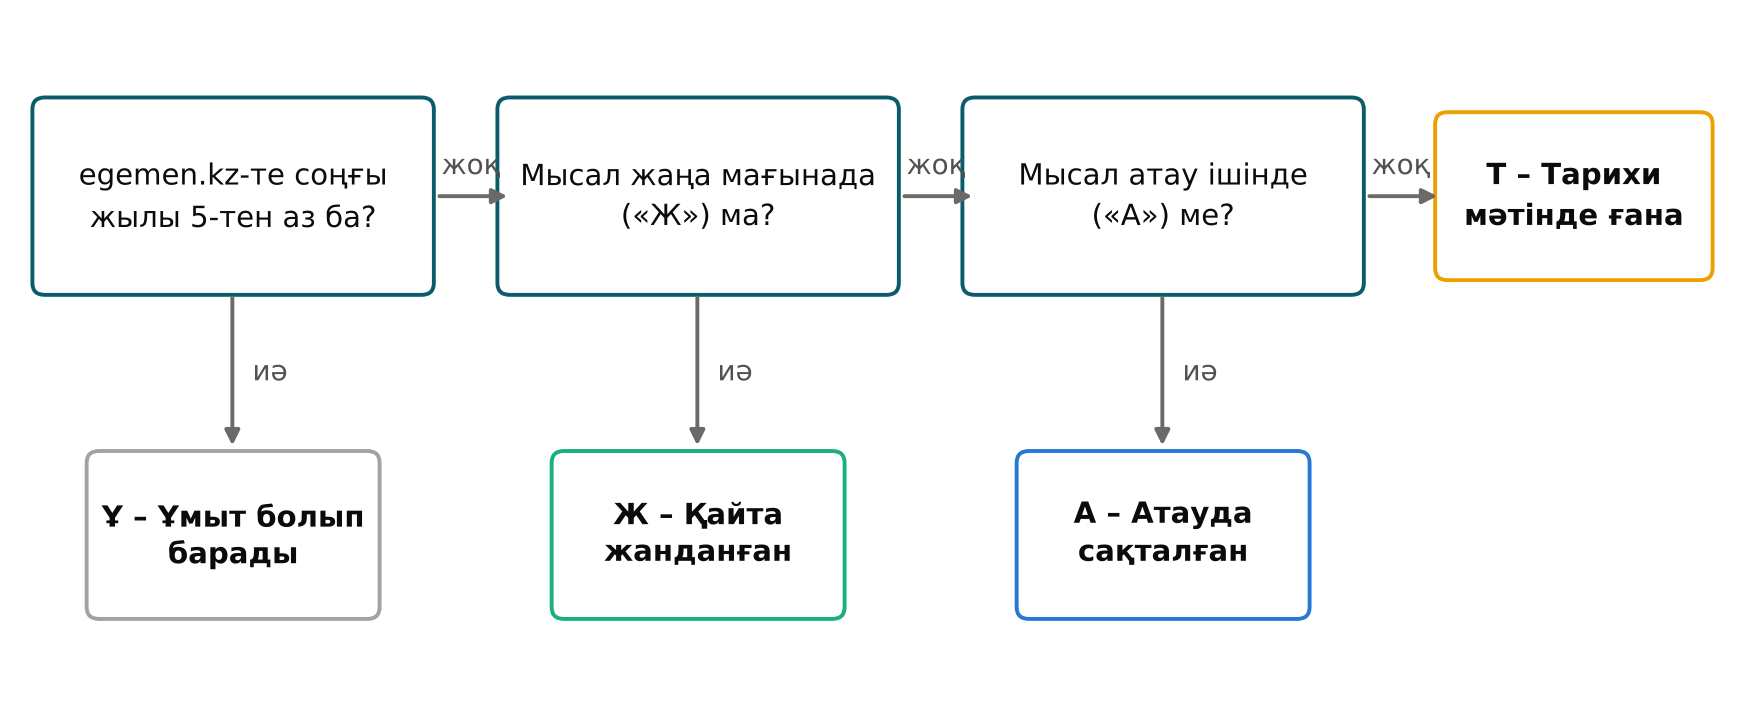 egemen.kz-те соңғы
жылы 5-тен аз ба?
жоқ
Мысал жаңа мағынада
(«Ж») ма?
жоқ
Мысал атау ішінде
(«А») ме?
жоқ
Т – Тарихи
мәтінде ғана
иә
иә
иә
Ұ – Ұмыт болып
барады
Ж – Қайта
жанданған
А – Атауда
сақталған